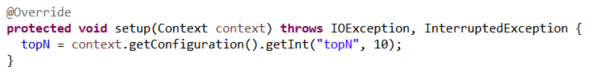 @Override
protected void setup(Context context) throws IOException, InterruptedException {
  topN = context.getConfiguration().getInt("topN", 10);
}